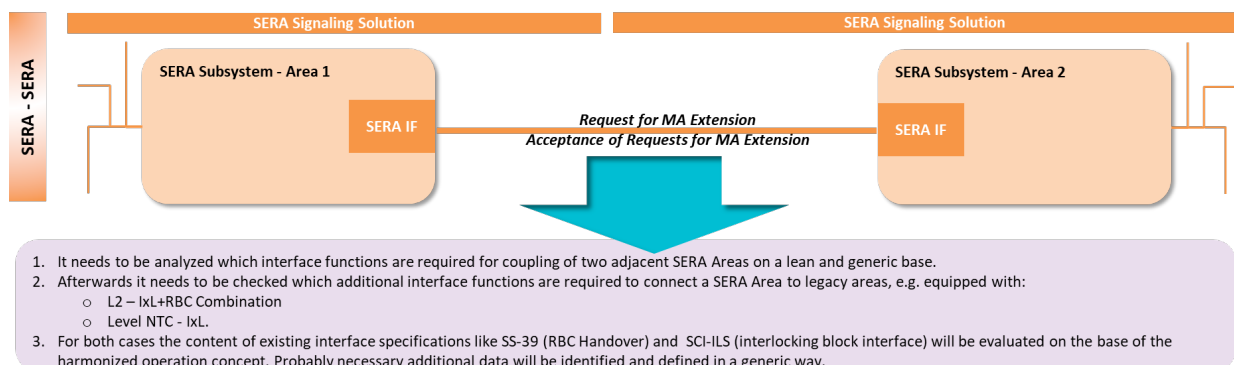 SERA Signaling Solution
SERA Signaling Solution
SERA - SERA
SERA Subsystem - Area 1
SERA Subsystem - Area 2
SERA IF
Request for MA Extension
Acceptance of Requests for MA Extension
SERA IF
1. It needs to be analyzed which interface functions are required for coupling of two adjacent SERA Areas on a lean and generic base.
2. Afterwards it needs to be checked which additional interface functions are required to connect a SERA Area to legacy areas, e.g. equipped with:
o L2 – IxL+RBC Combination
o Level NTC - IxL.
3. For both cases the content of existing interface specifications like SS-39 (RBC Handover) and SCI-ILS (interlocking block interface) will be evaluated on the base of the
harmonized operation concept. Probably necessary additional data will be identified and defined in a generic way.